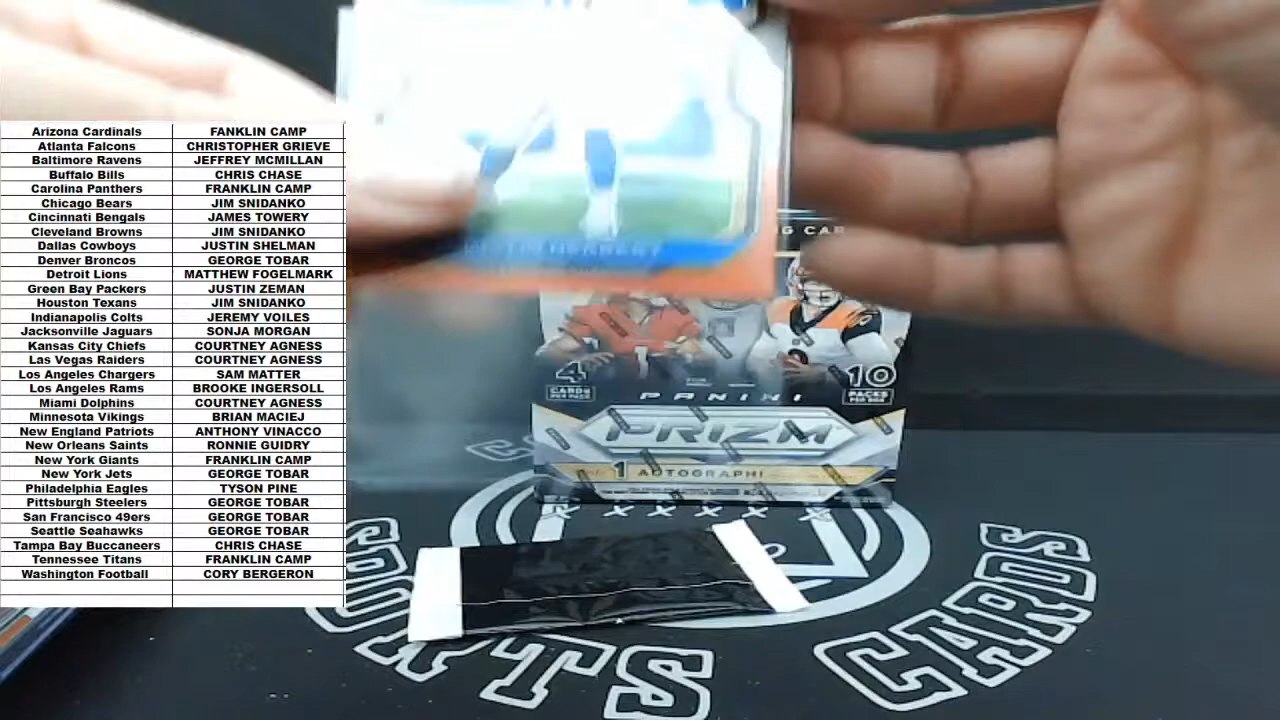 Arizona Cardinals FANKLIN CAMP
Atlanta Falcons CHRISTOPHER GRIEVE
Baltimore Ravens JEFFREY MCMILLAN
Buffalo Bills CHRIS CHASE
Carolina Panthers FRANKLIN CAMP
Chicago Bears JIM SNIDANKO
Cincinnati Bengals JAMES TOWERY
Cleveland Browns JIM SNIDANKO
Dallas Cowboys JUSTIN SHELMAN
Denver Broncos GEORGE TOBAR
Detroit Lions MATTHEW FOGELMARK
Green Bay Packers JUSTIN ZEMAN
Houston Texans JIM SNIDANKO
Indianapolis Colts JEREMY VOILES
Jacksonville Jaguars SONJA MORGAN
Kansas City Chiefs COURTNEY AGNESS
Las Vegas Raiders COURTNEY AGNESS
Los Angeles Chargers SAM MATTER
Los Angeles Rams BROOKE INGERSOLL
Miami Dolphins COURTNEY AGNESS
Minnesota Vikings BRIAN MACIEJ
New England Patriots ANTHONY VINACCO
New Orleans Saints RONNIE GUIDRY
New York Giants FRANKLIN CAMP
New York Jets GEORGE TOBAR
Philadelphia Eagles TYSON PINE
Pittsburgh Steelers GEORGE TOBAR
San Francisco 49ers GEORGE TOBAR
Seattle Seahawks GEORGE TOBAR
Tampa Bay Buccaneers CHRIS CHASE
Tennessee Titans FRANKLIN CAMP
Washington Football CORY BERGERON
HERBERT
G CAR
4
CARDS
PER PACK
10
PACKS
PER BOX
PANINI
PRIZM
1 AUTOGRAPH!
SPORTS CARDS